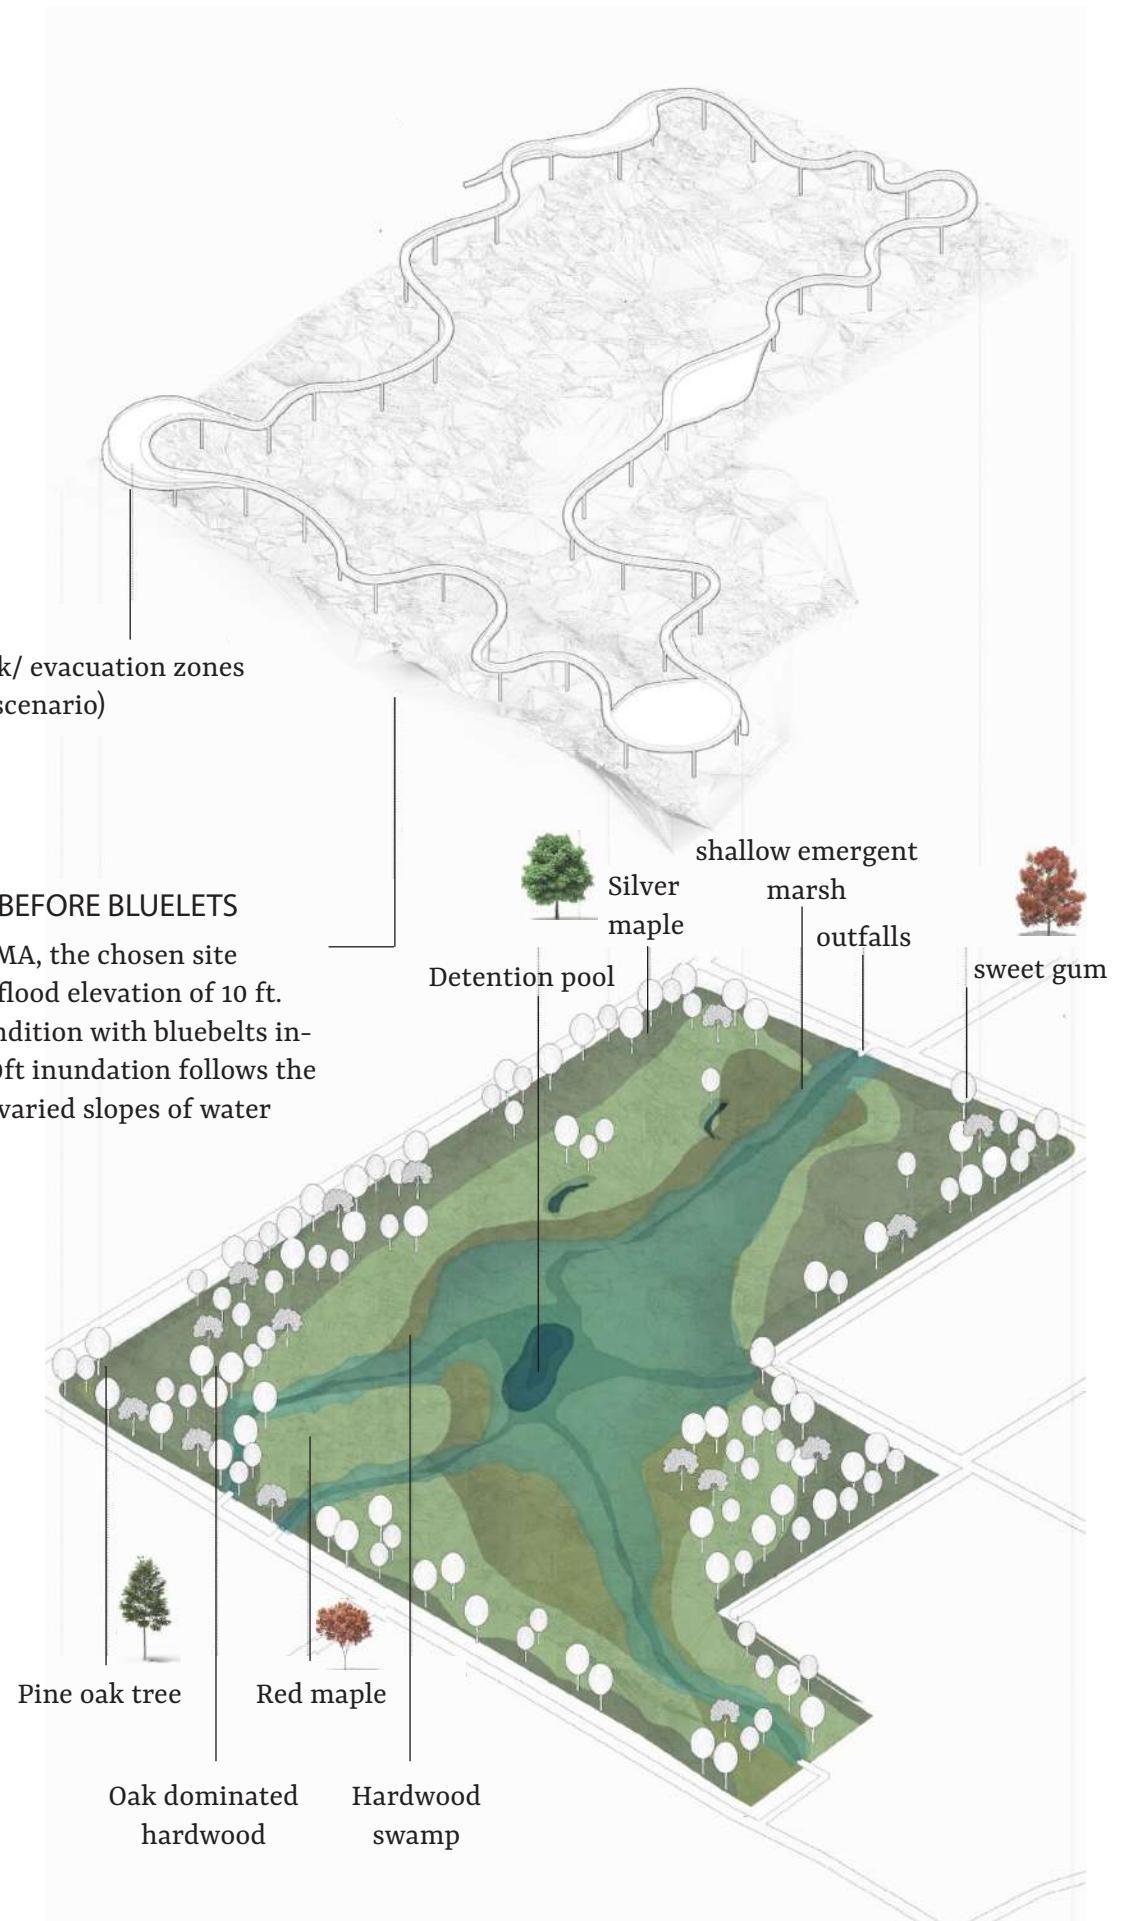 k/ evacuation zones
scenario)
BEFORE BLUELETS
MA, the chosen site
flood elevation of 10 ft.
ndition with bluebelts in-
0ft inundation follows the
varied slopes of water
shallow emergent
marsh
Silver
maple
outfalls
Detention pool
sweet gum
Pine oak tree
Red maple
Oak dominated
hardwood
Hardwood
swamp